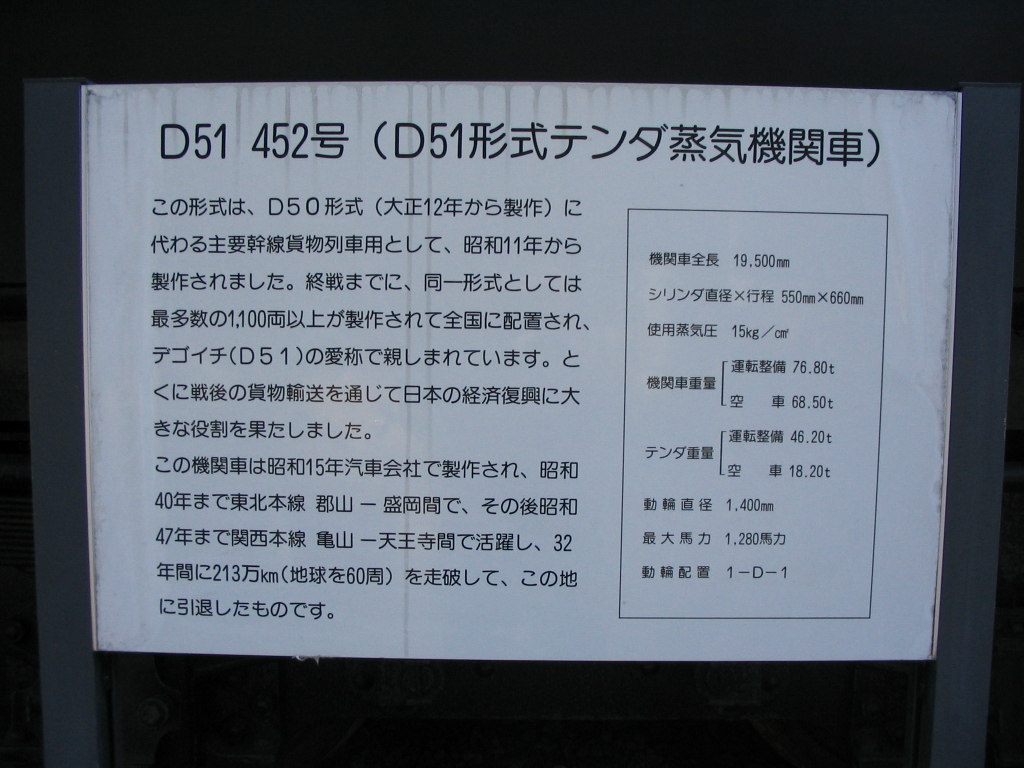 D51 452号（D51形式テンダ蒸気機関車）
この形式は、D50形式（大正12年から製作）に
代わる主要幹線貨物列車用として、昭和11年から
製作されました。終戦までに、同一形式としては
最多数の1,100両以上が製作されて全国に配置され、
デゴイチ（D51）の愛称で親しまれています。と
くに戦後の貨物輸送を通じて日本の経済復興に大
きな役割を果たしました。
この機関車は昭和15年汽車会社で製作され、昭和
40年まで東北本線 郡山－盛岡間で、その後昭和
47年まで関西本線 亀山－天王寺間で活躍し、32
年間に213万km（地球を60周）を走破して、この地
に引退したものです。
機関車全長 19,500mm
シリンダ直径×行程 550mm×660mm
使用蒸気圧 15kg／cm²
機関車重量 運転整備 76.80t
空 車 68.50t
テンダ重量 運転整備 46.20t
空 車 18.20t
動輪直径 1,400mm
最大馬力 1,280馬力
動輪配置 1－D－1